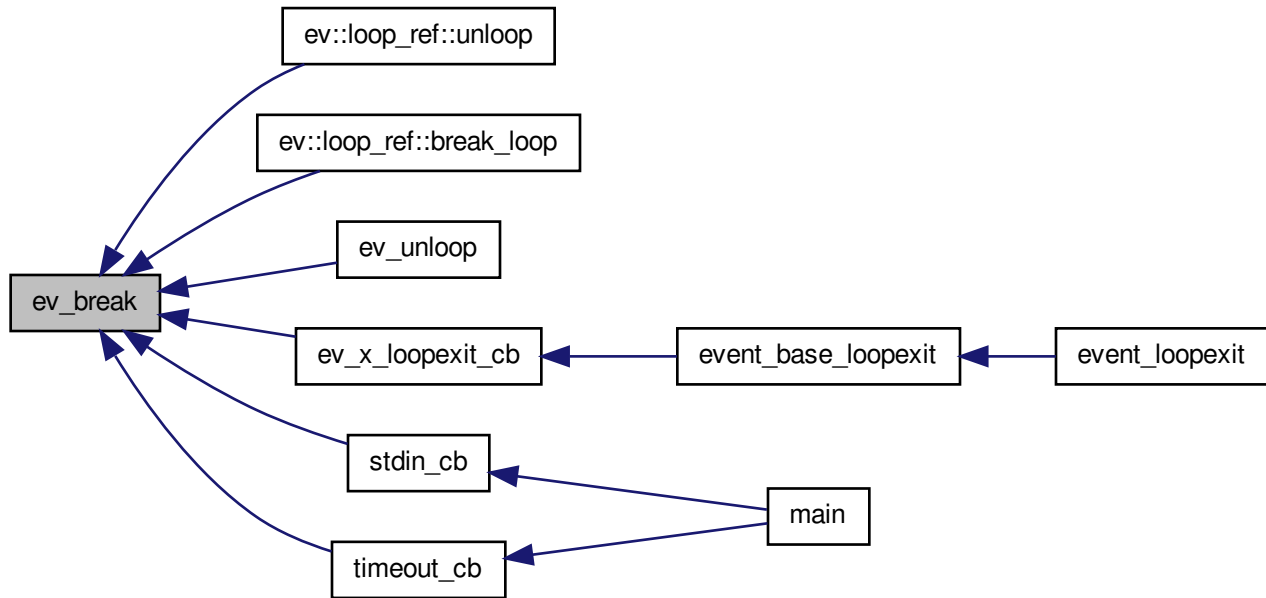 ev::loop_ref::unloop
ev::loop_ref::break_loop
ev_unloop
ev_break
ev_x_loopexit_cb
event_base_loopexit
event_loopexit
stdin_cb
main
timeout_cb